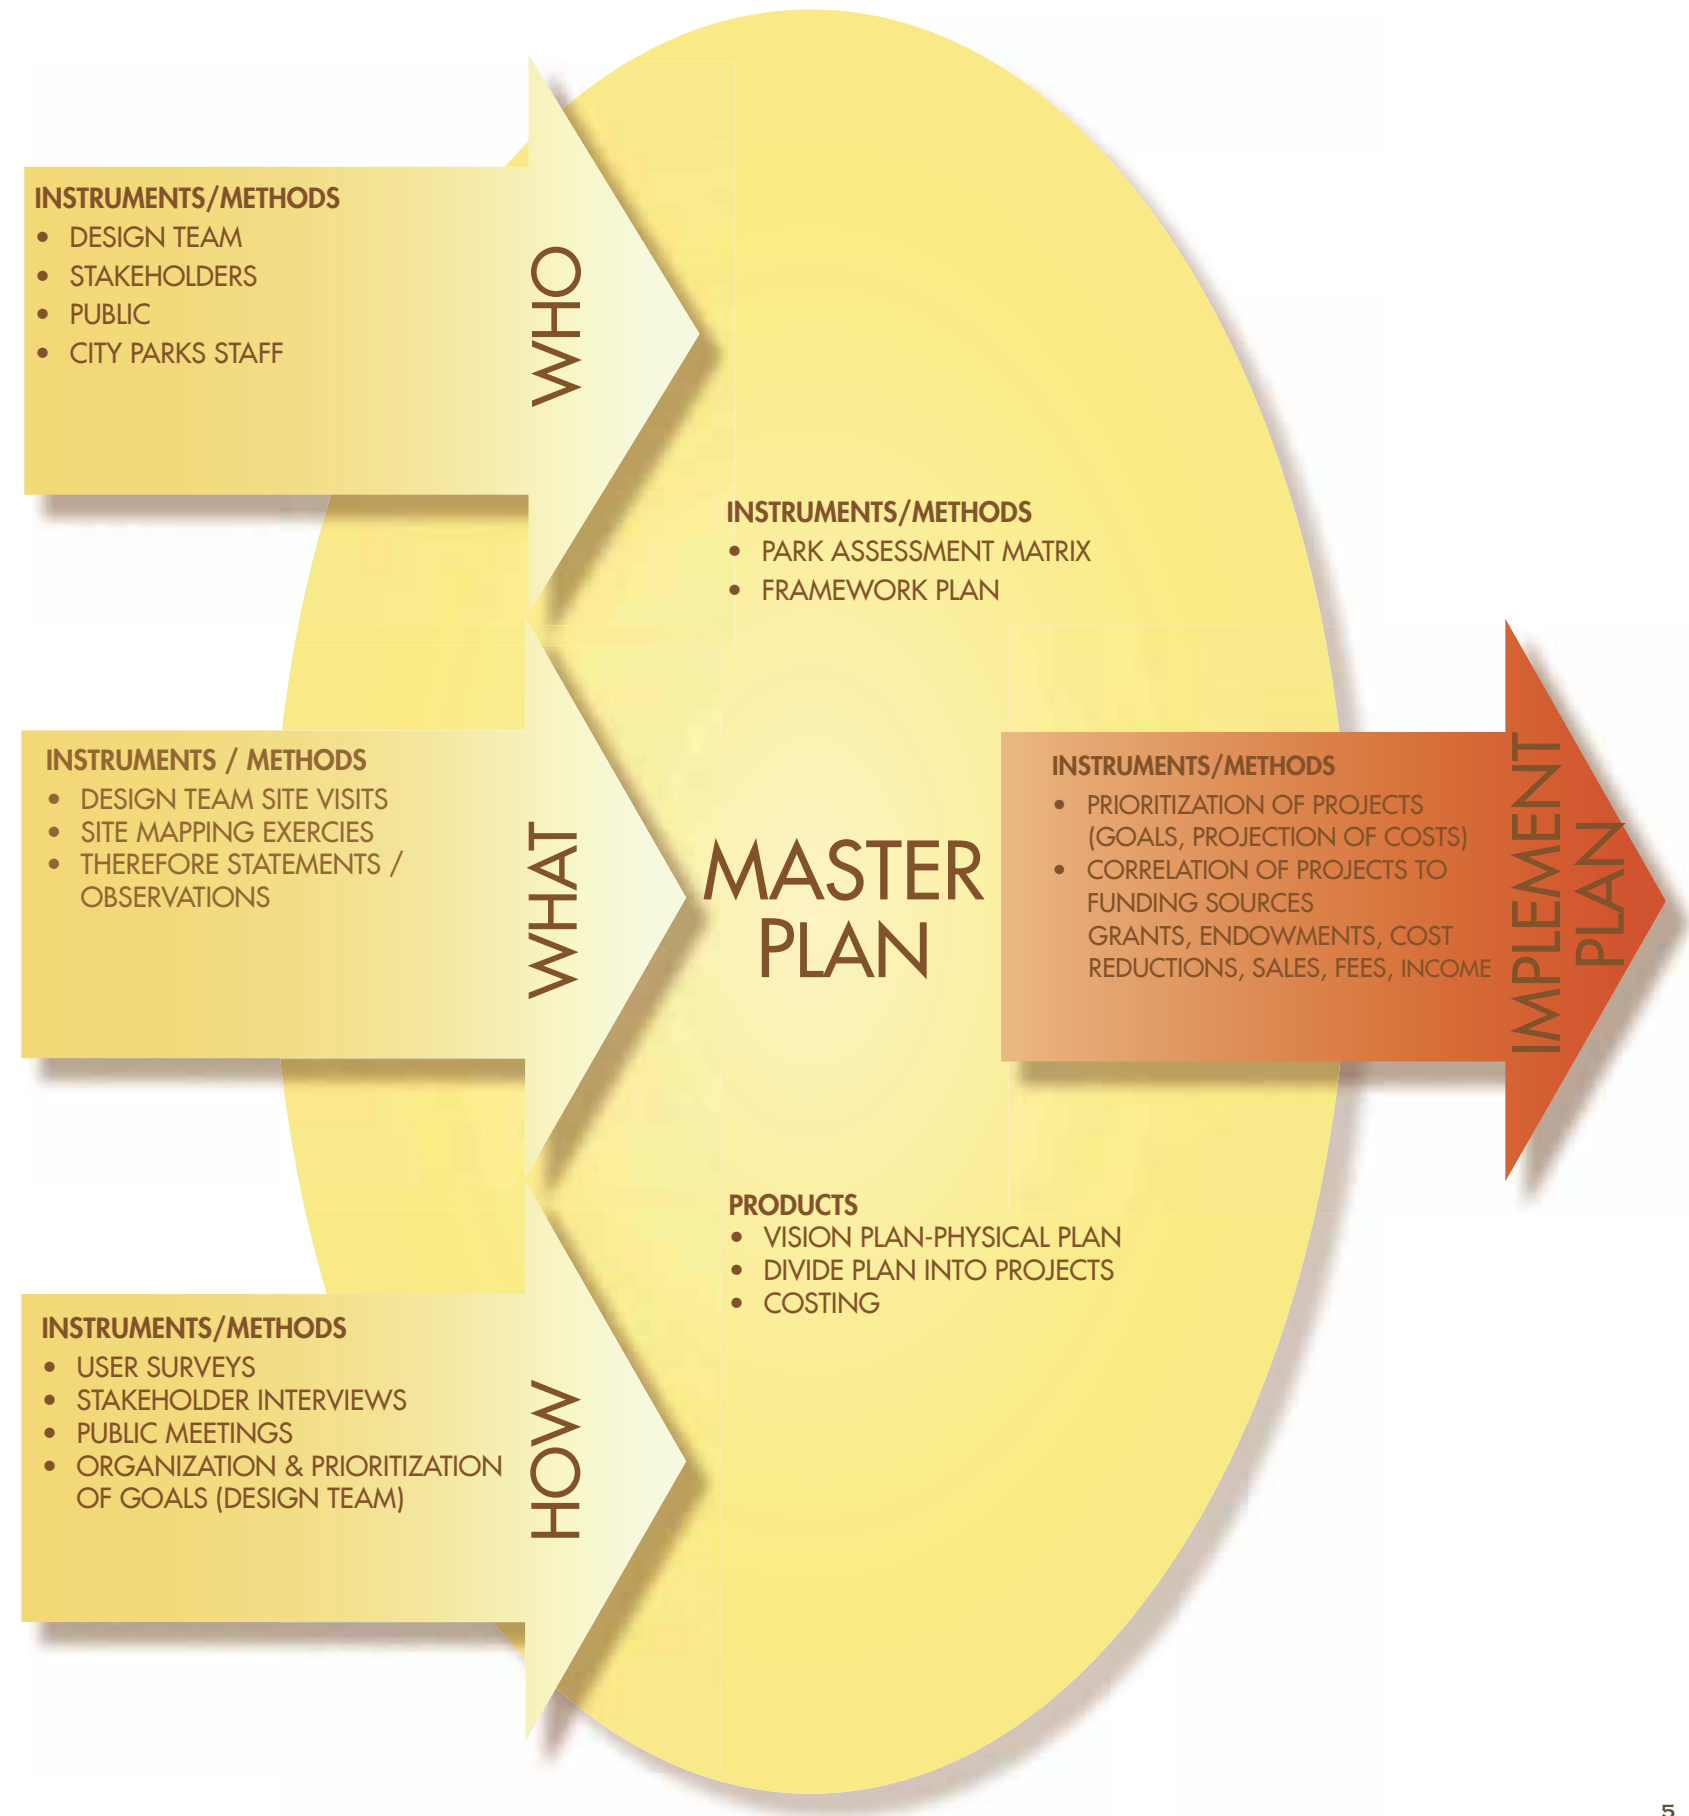 INSTRUMENTS/METHODS
• DESIGN TEAM
• STAKEHOLDERS
• PUBLIC
• CITY PARKS STAFF
WHO
INSTRUMENTS / METHODS
• DESIGN TEAM SITE VISITS
• SITE MAPPING EXERCIES
• THEREFORE STATEMENTS /
OBSERVATIONS
WHAT
INSTRUMENTS/METHODS
• USER SURVEYS
• STAKEHOLDER INTERVIEWS
• PUBLIC MEETINGS
• ORGANIZATION & PRIORITIZATION
OF GOALS (DESIGN TEAM)
HOW
INSTRUMENTS/METHODS
• PARK ASSESSMENT MATRIX
• FRAMEWORK PLAN
MASTER
PLAN
PRODUCTS
• VISION PLAN-PHYSICAL PLAN
• DIVIDE PLAN INTO PROJECTS
• COSTING
INSTRUMENTS/METHODS
• PRIORITIZATION OF PROJECTS
(GOALS, PROJECTION OF COSTS)
• CORRELATION OF PROJECTS TO
FUNDING SOURCES
GRANTS, ENDOWMENTS, COST
REDUCTIONS, SALES, FEES, INCOME
IMPLEMENT
PLAN
5